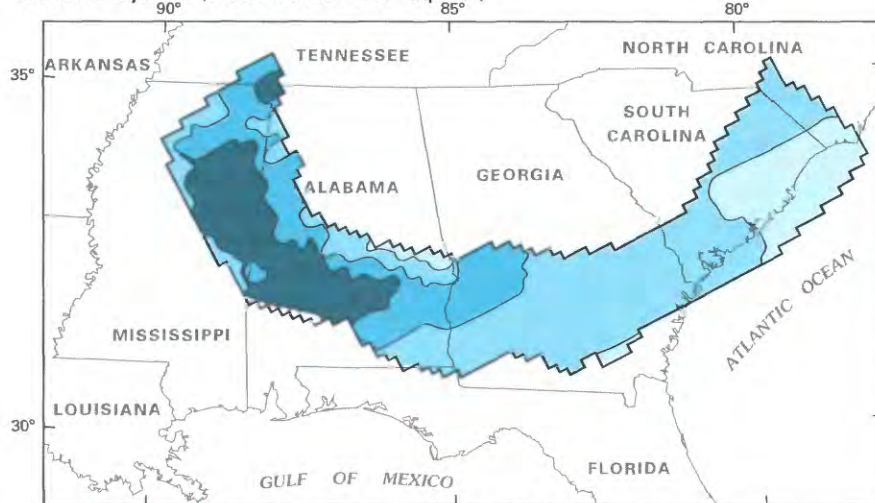 90° 85° 80°
TENNESSEE
NORTH CAROLINA
ARKANSAS
35°
SOUTH
CAROLINA
GEORGIA
ALABAMA
ATLANTIC OCEAN
MISSISSIPPI
LOUISIANA
30°
FLORIDA
GULF OF MEXICO